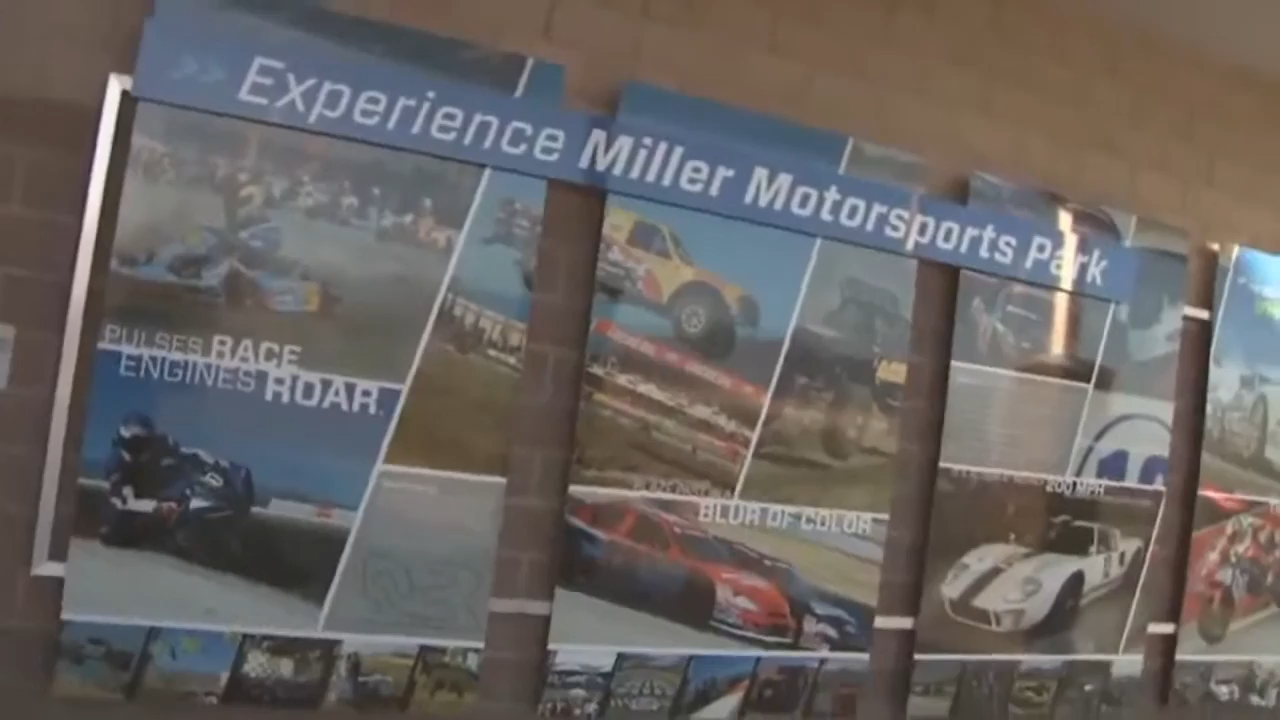 >> Experience Miller Motorsports Park
PULSES RACE
ENGINES ROAR.
BLUR OF COLOR
200 MPH